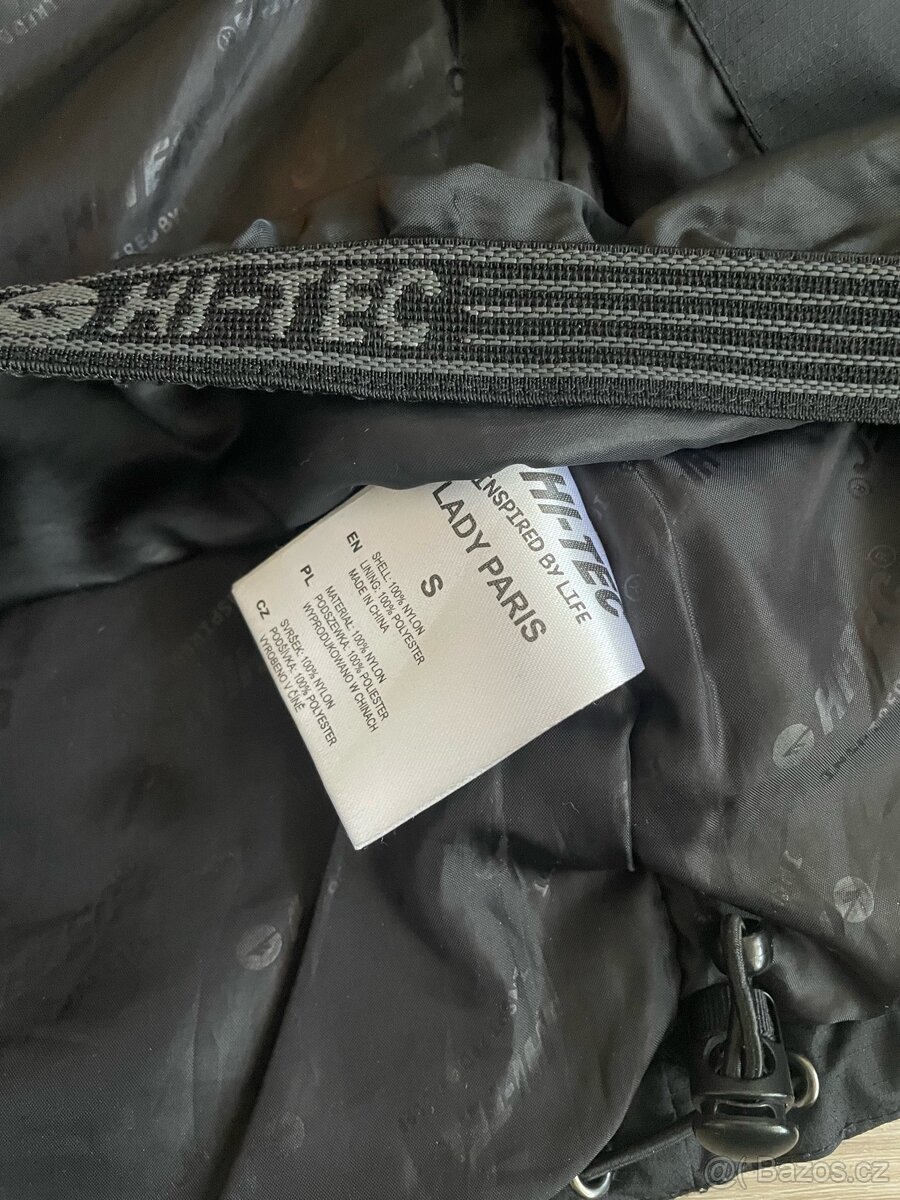 HI-TEC
HI-TEC
INSPIRED BY LIFE
LADY PARIS
S
EN
SHELL: 100% NYLON
LINING: 100% POLYESTER
MADE IN CHINA
PL
MATERIAŁ: 100% NYLON
PODSZEWKA: 100% POLIESTER
WYPRODUKOWANO W CHINACH
CZ
SVRŠEK: 100% NYLON
PODŠÍVKA: 100% POLYESTER
VYROBENO V ČÍNĚ
Bazos.cz